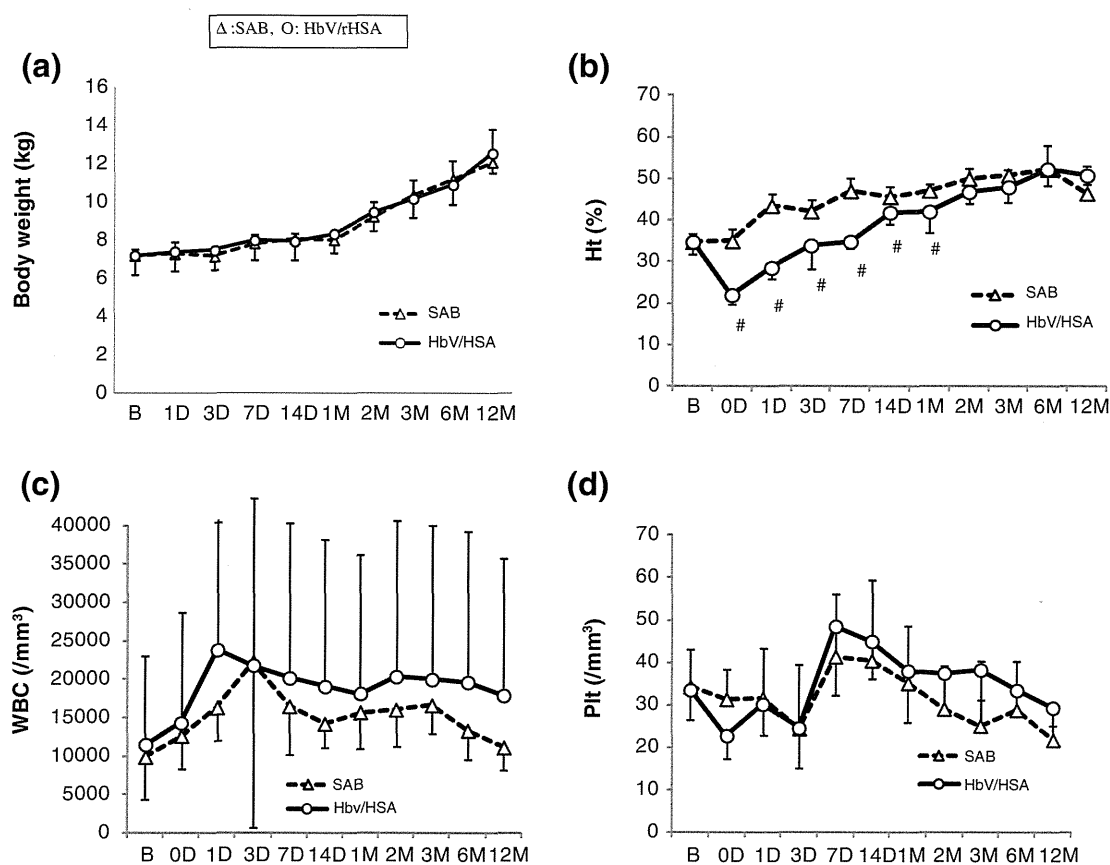 Δ :SAB, O: HbV/rHSA
(a)
16
14
12
10
8
6
4
2
0
Body weight (kg)
SAB
HbV/HSA
B 1D 3D 7D 14D 1M 2M 3M 6M 12M
(b)
70
60
50
40
30
20
10
0
Ht (%)
# # # # # #
SAB
HbV/HSA
B 0D 1D 3D 7D 14D 1M 2M 3M 6M 12M
(c)
40000
35000
30000
25000
20000
15000
10000
5000
0
WBC (/mm³)
SAB
Hbv/HSA
B 0D 1D 3D 7D 14D 1M 2M 3M 6M 12M
(d)
70
60
50
40
30
20
10
0
Plt (/mm³)
SAB
HbV/HSA
B 0D 1D 3D 7D 14D 1M 2M 3M 6M 12M